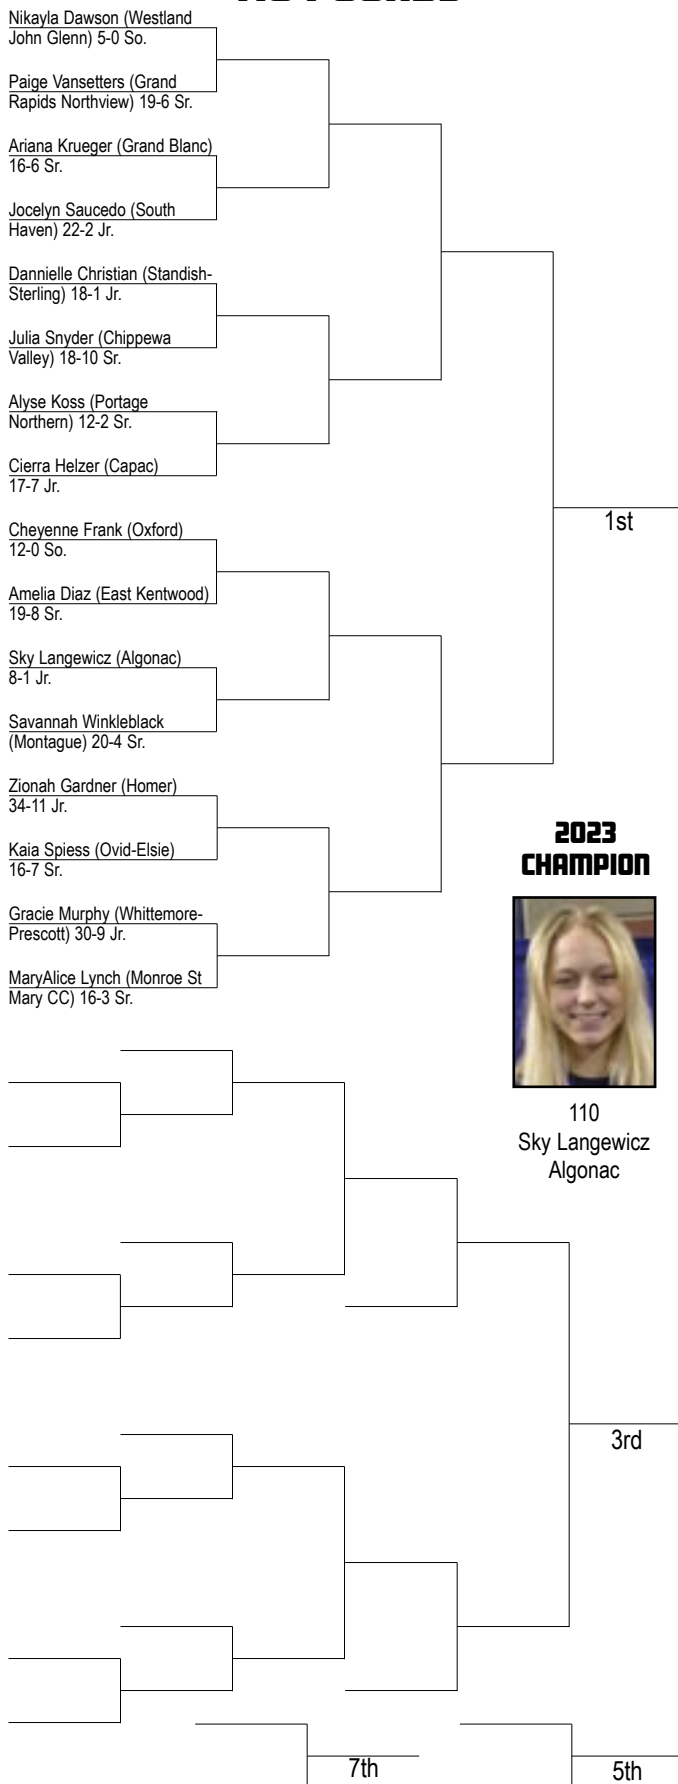 Nikayla Dawson (Westland
John Glenn) 5-0 So.
Paige Vansetters (Grand
Rapids Northview) 19-6 Sr.
Ariana Krueger (Grand Blanc)
16-6 Sr.
Jocelyn Saucedo (South
Haven) 22-2 Jr.
Dannielle Christian (Standish-
Sterling) 18-1 Jr.
Julia Snyder (Chippewa
Valley) 18-10 Sr.
Alyse Koss (Portage
Northern) 12-2 Sr.
Cierra Helzer (Capac)
17-7 Jr.
Cheyenne Frank (Oxford)
12-0 So.
Amelia Diaz (East Kentwood)
19-8 Sr.
Sky Langewicz (Algonac)
8-1 Jr.
Savannah Winkleblack
(Montague) 20-4 Sr.
Zionah Gardner (Homer)
34-11 Jr.
Kaia Spiess (Ovid-Elsie)
16-7 Sr.
Gracie Murphy (Whittemore-
Prescott) 30-9 Jr.
MaryAlice Lynch (Monroe St
Mary CC) 16-3 Sr.
1st
2023
CHAMPION
110
Sky Langewicz
Algonac
3rd
7th
5th